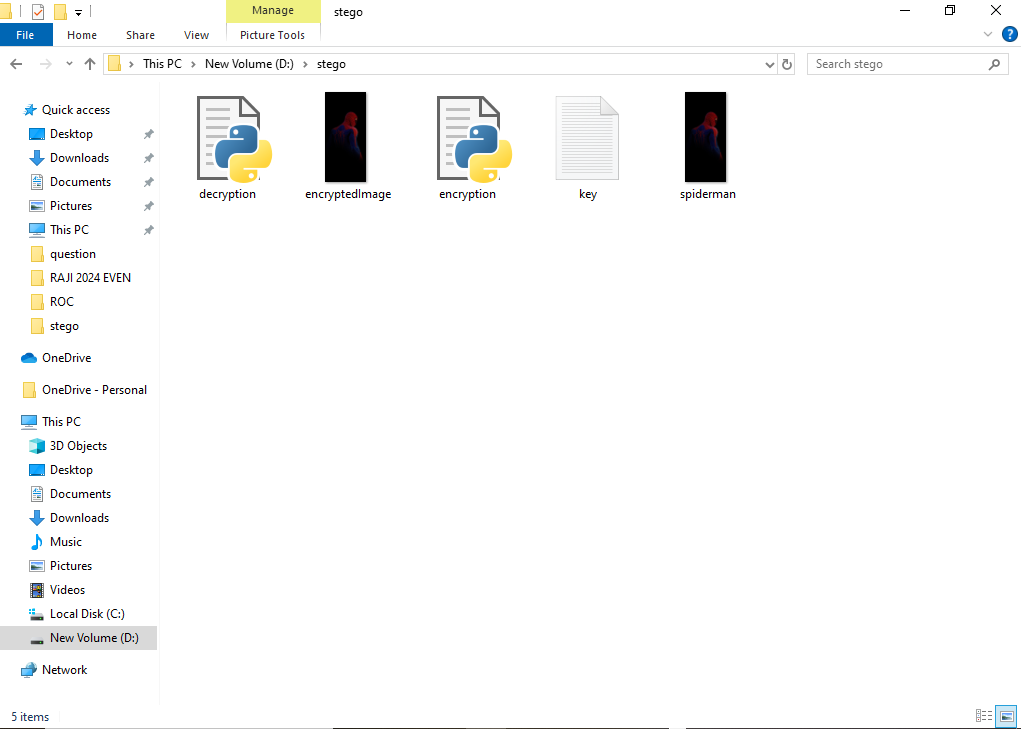 Manage
stego
File
Home
Share
View
Picture Tools
?
This PC
New Volume (D:)
stego
Search stego
Quick access
Desktop
Downloads
Documents
Pictures
This PC
question
RAJI 2024 EVEN
ROC
stego
OneDrive
OneDrive - Personal
This PC
3D Objects
Desktop
Documents
Downloads
Music
Pictures
Videos
Local Disk (C:)
New Volume (D:)
Network
decryption
encryptedImage
encryption
key
spiderman
5 items